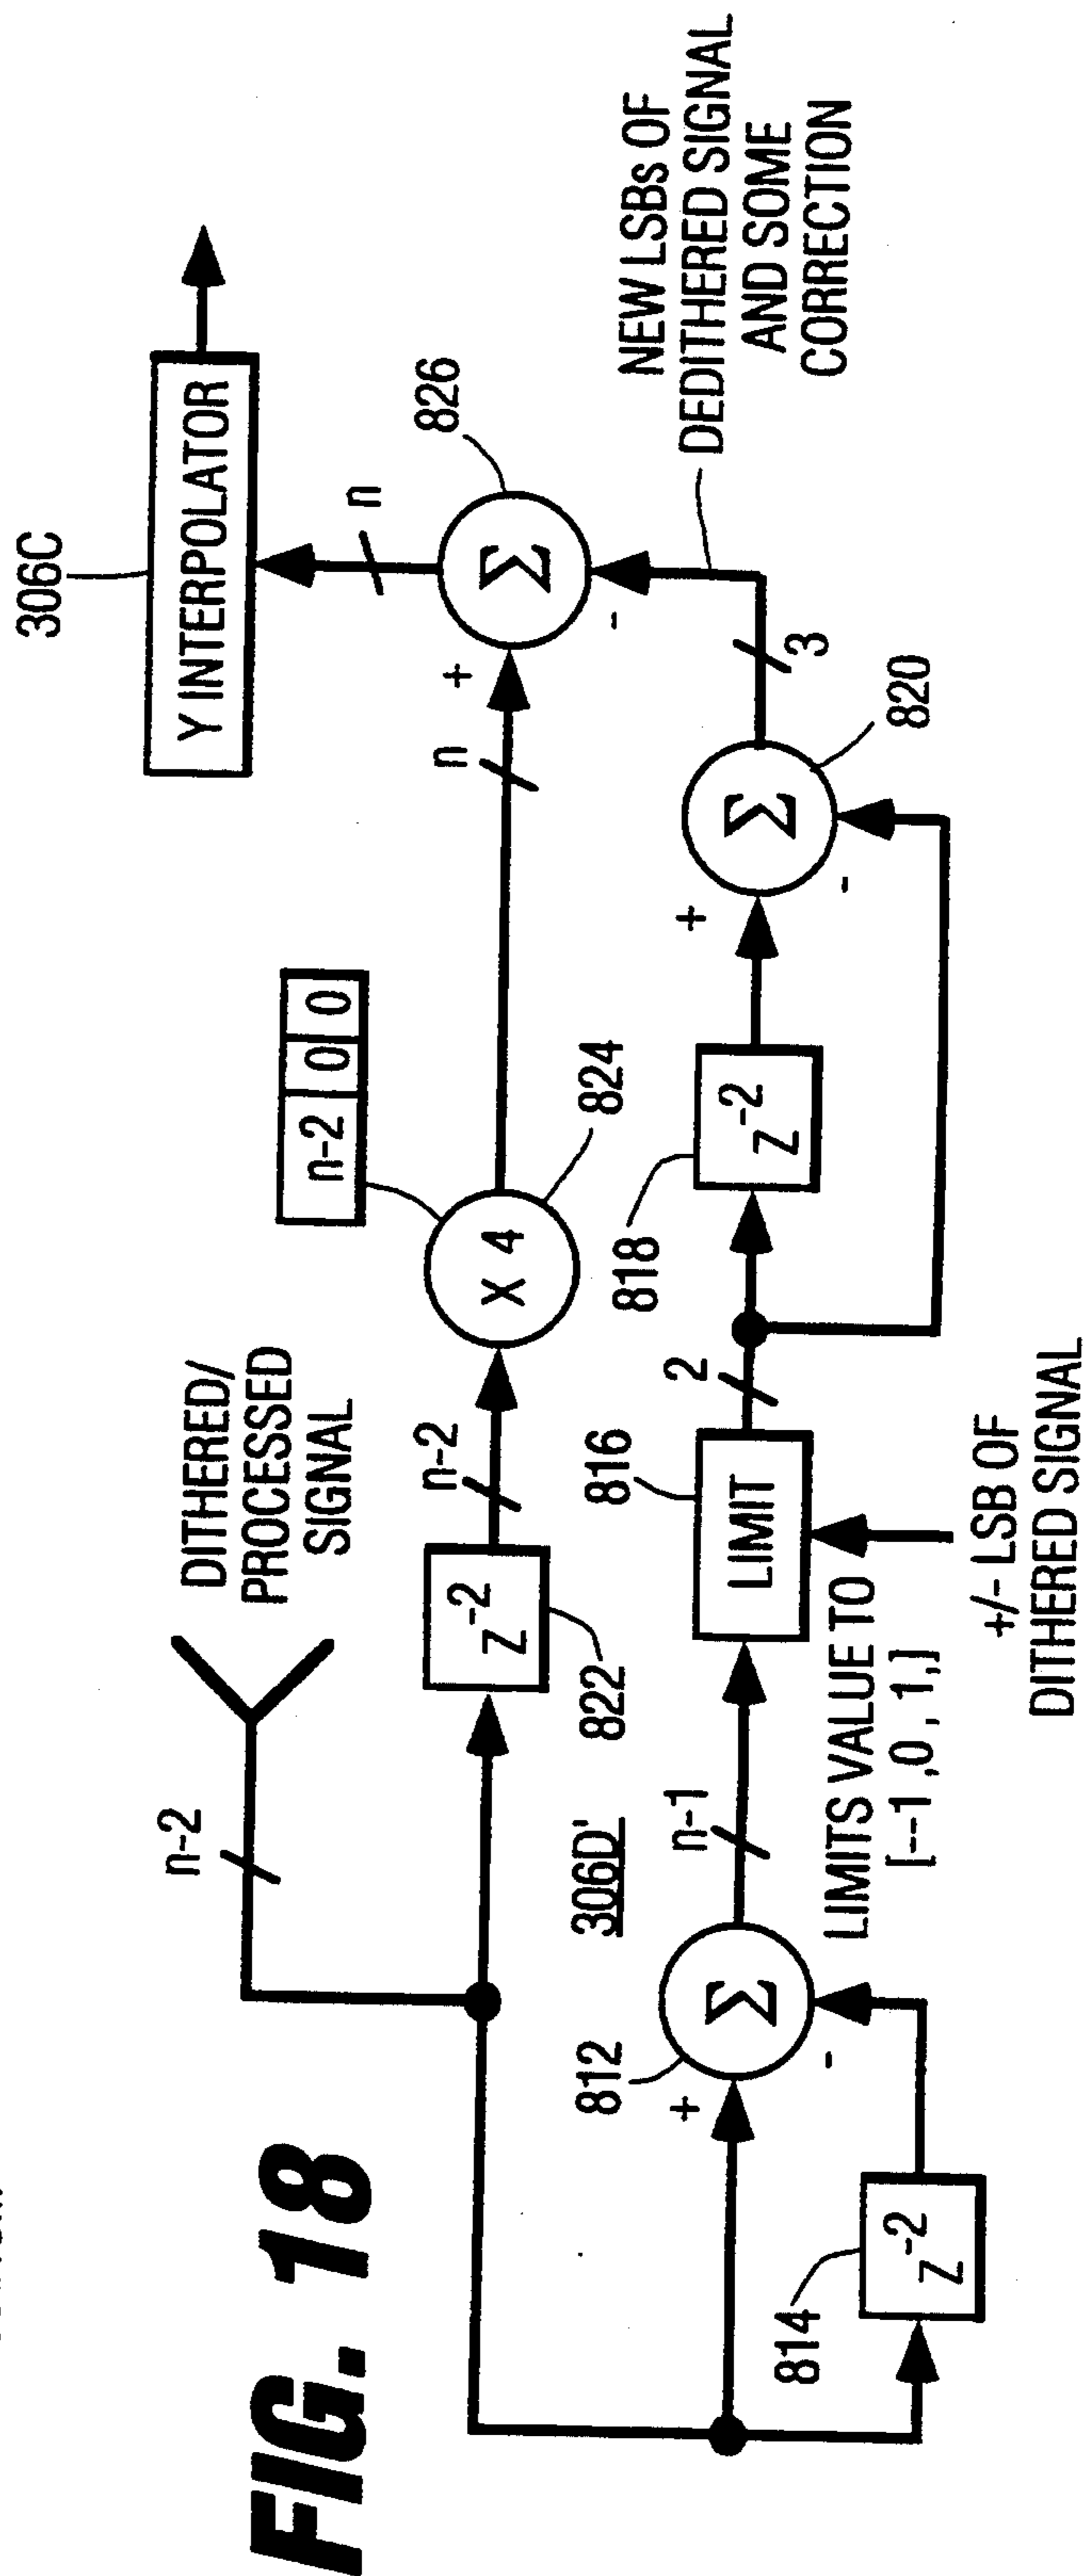 FIG. 18
306C
Y INTERPOLATOR
n
826
Σ
+
-
n
n-2 0 0
X 4
824
n-2
DITHERED/
PROCESSED
SIGNAL
n-2
Z-2
822
306D'
NEW LSBs OF
DEDITHERED SIGNAL
AND SOME
CORRECTION
3
820
Σ
+
-
Z-2
818
2
816
LIMIT
+/- LSB OF
DITHERED SIGNAL
LIMITS VALUE TO
[--1 ,0 , 1,]
n-1
812
Σ
+
-
814
Z-2